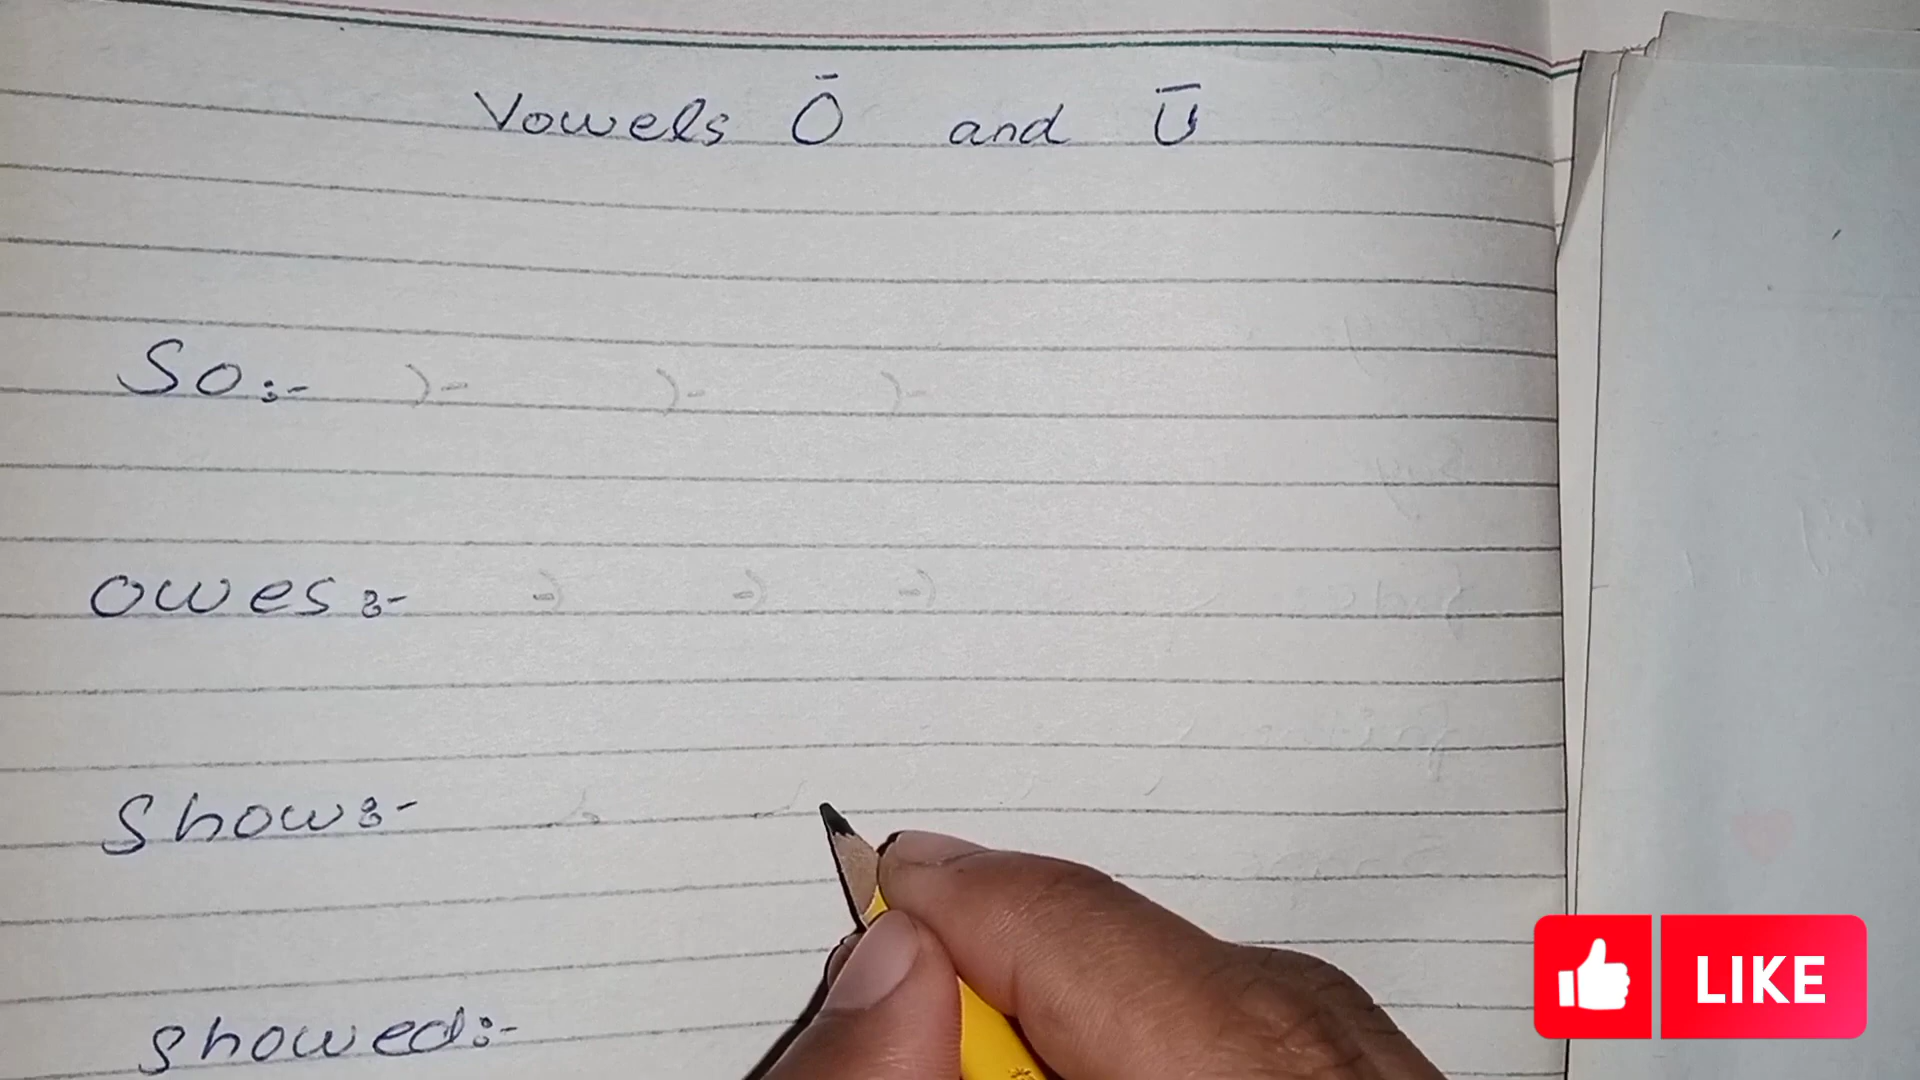 Vowels Ō and Ū
So:-
owes:-
Show:-
Showed:-
LIKE